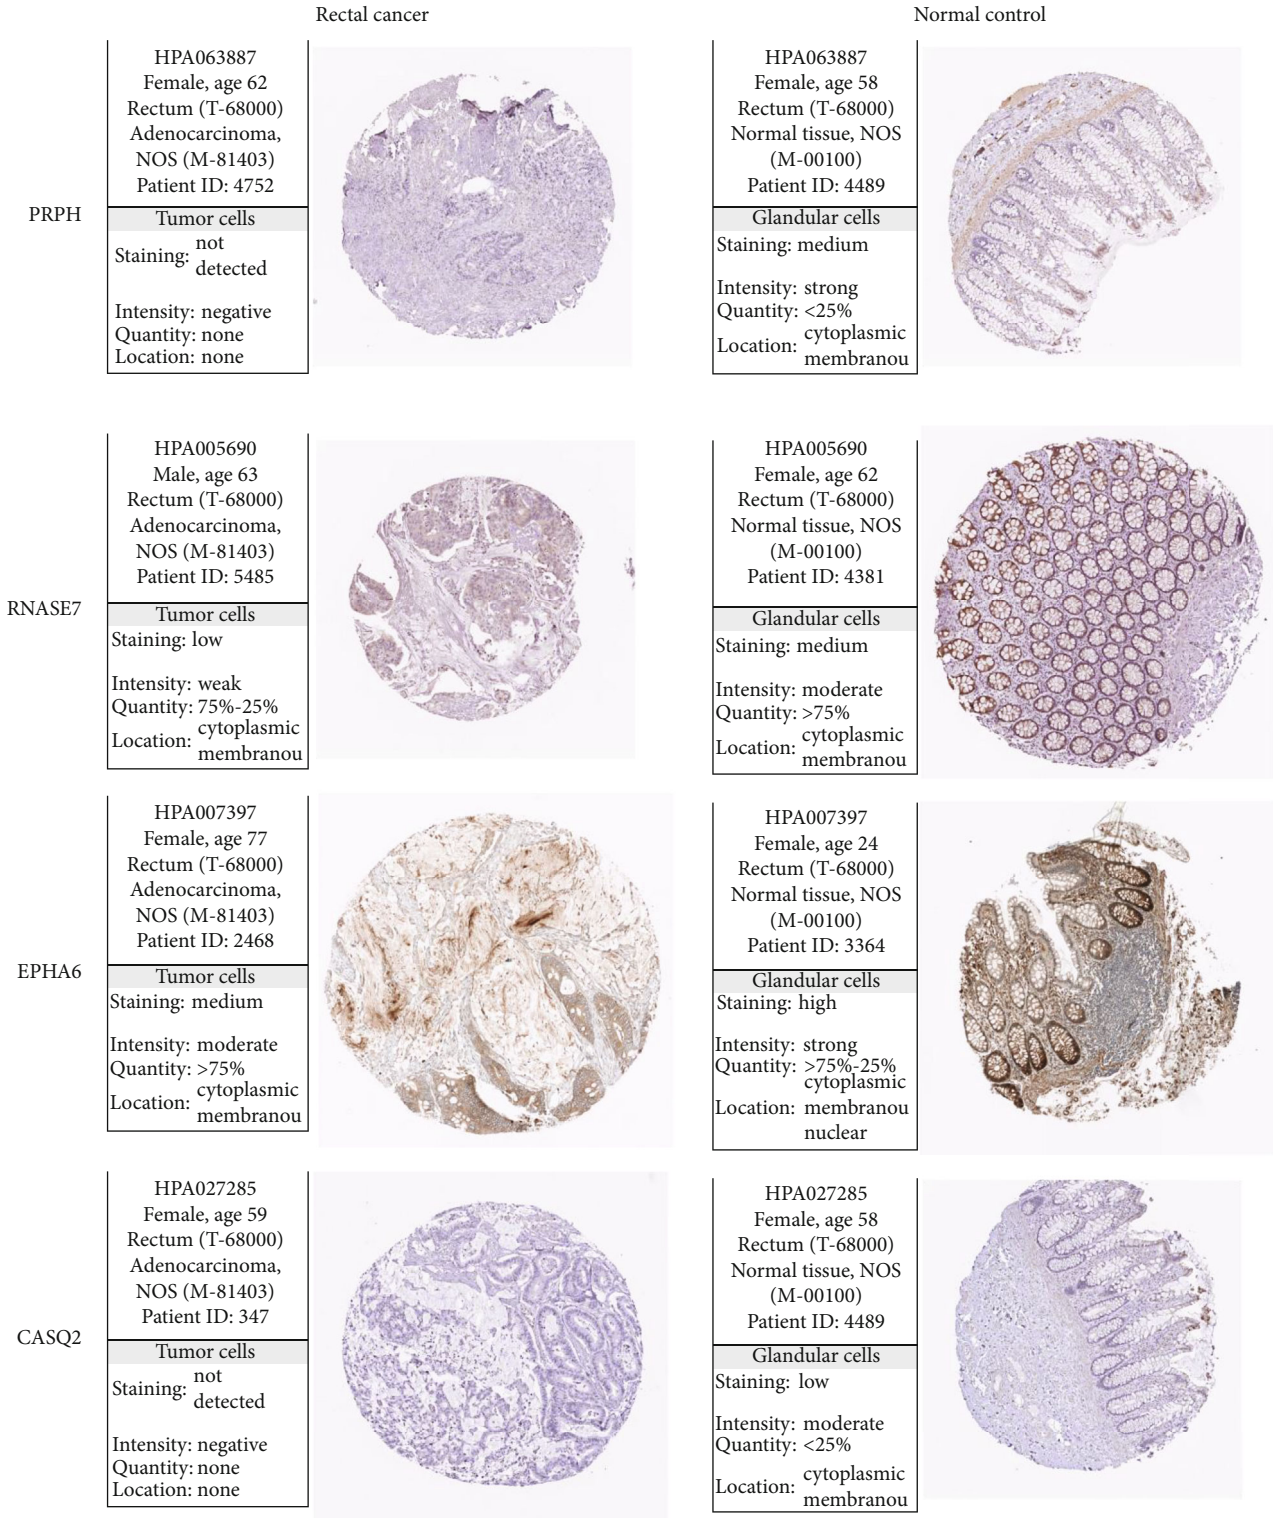 Rectal cancer
Normal control
PRPH
HPA063887
Female, age 62
Rectum (T-68000)
Adenocarcinoma,
NOS (M-81403)
Patient ID: 4752
Tumor cells
Staining: not
detected
Intensity: negative
Quantity: none
Location: none
HPA063887
Female, age 58
Rectum (T-68000)
Normal tissue, NOS
(M-00100)
Patient ID: 4489
Glandular cells
Staining: medium
Intensity: strong
Quantity: <25%
Location: cytoplasmic
membranou
RNASE7
HPA005690
Male, age 63
Rectum (T-68000)
Adenocarcinoma,
NOS (M-81403)
Patient ID: 5485
Tumor cells
Staining: low
Intensity: weak
Quantity: 75%-25%
Location: cytoplasmic
membranou
HPA005690
Female, age 62
Rectum (T-68000)
Normal tissue, NOS
(M-00100)
Patient ID: 4381
Glandular cells
Staining: medium
Intensity: moderate
Quantity: >75%
Location: cytoplasmic
membranou
EPHA6
HPA007397
Female, age 77
Rectum (T-68000)
Adenocarcinoma,
NOS (M-81403)
Patient ID: 2468
Tumor cells
Staining: medium
Intensity: moderate
Quantity: >75%
Location: cytoplasmic
membranou
HPA007397
Female, age 24
Rectum (T-68000)
Normal tissue, NOS
(M-00100)
Patient ID: 3364
Glandular cells
Staining: high
Intensity: strong
Quantity: >75%-25%
cytoplasmic
Location: membranou
nuclear
CASQ2
HPA027285
Female, age 59
Rectum (T-68000)
Adenocarcinoma,
NOS (M-81403)
Patient ID: 347
Tumor cells
Staining: not
detected
Intensity: negative
Quantity: none
Location: none
HPA027285
Female, age 58
Rectum (T-68000)
Normal tissue, NOS
(M-00100)
Patient ID: 4489
Glandular cells
Staining: low
Intensity: moderate
Quantity: <25%
Location: cytoplasmic
membranou